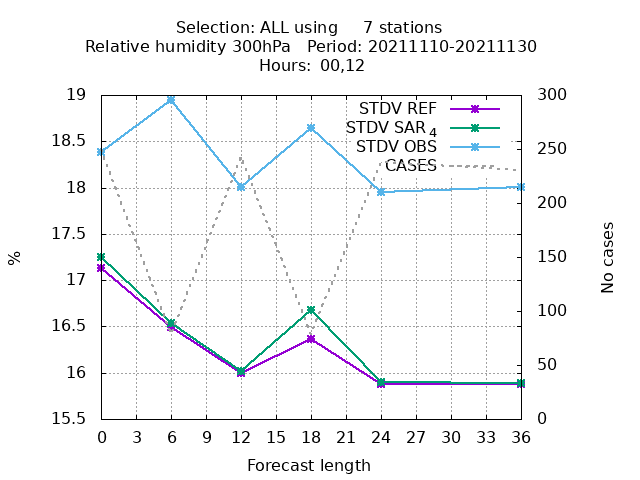 Selection: ALL using     7 stations
Relative humidity 300hPa   Period: 20211110-20211130
Hours: 00,12
STDV REF
STDV SAR 4
STDV OBS
CASES
19
18.5
18
17.5
17
16.5
16
15.5
%
300
250
200
150
100
50
0
No cases
0 3 6 9 12 15 18 21 24 27 30 33 36
Forecast length